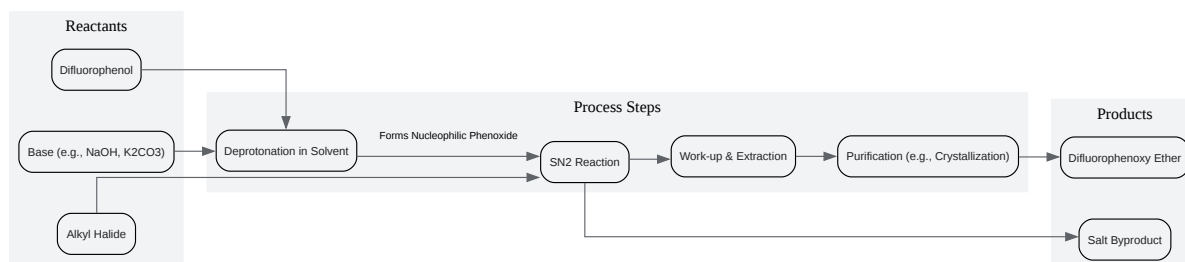 Reactants
Difluorophenol
Base (e.g., NaOH, K2CO3)
Alkyl Halide
Process Steps
Deprotonation in Solvent
Forms Nucleophilic Phenoxide
SN2 Reaction
Work-up & Extraction
Purification (e.g., Crystallization)
Products
Difluorophenoxy Ether
Salt Byproduct